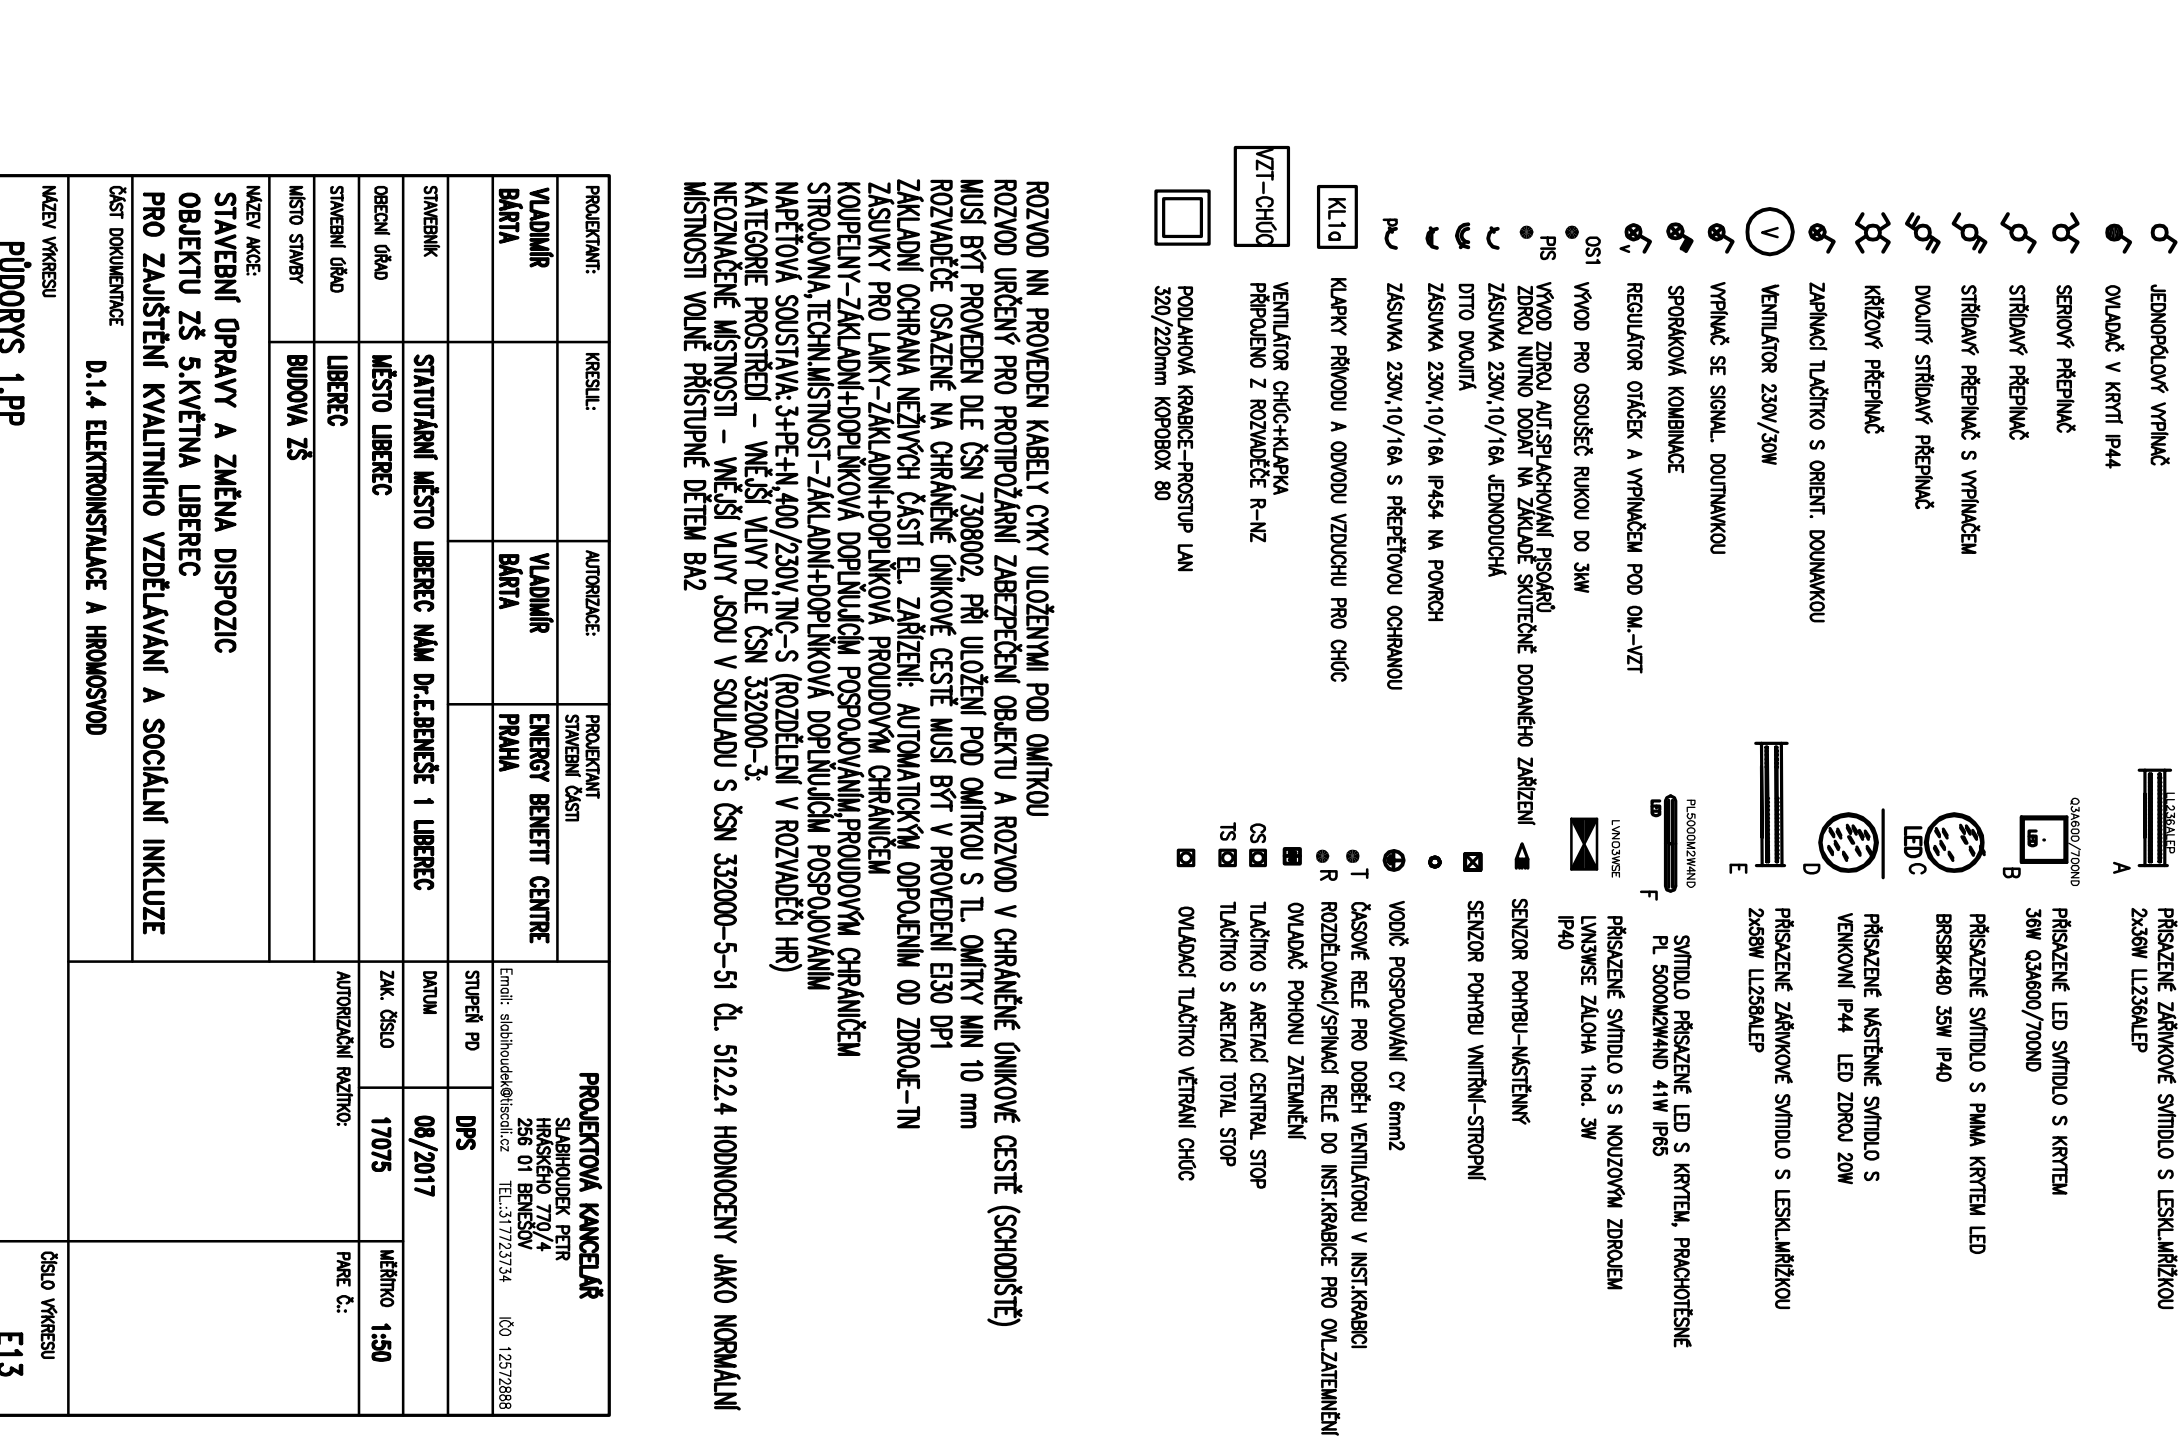 JEDNOPÓLOVÝ VYPÍNAČ
OVLADAČ V KRYTÍ IP44
SERIOVÝ PŘEPÍNAČ
STŘÍDAVÝ PŘEPÍNAČ
STŘÍDAVÝ PŘEPÍNAČ S VYPÍNAČEM
DVOJITÝ STŘÍDAVÝ PŘEPÍNAČ
KŘÍŽOVÝ PŘEPÍNAČ
ZAPÍNACÍ TLAČÍTKO S ORIENT. DOUNAVKOU
V
VENTILÁTOR 230V/30W
VYPÍNAČ SE SIGNAL. DOUTNAVKOU
SPORÁKOVÁ KOMBINACE
V
REGULÁTOR OTÁČEK A VYPÍNAČEM POD OM.-VZT
OS1
VÝVOD PRO OSOUŠEČ RUKOU DO 3kW
PIS
VÝVOD ZDROJ AUT.SPLACHOVÁNÍ PISOÁRŮ
ZDROJ NUTNO DODAT NA ZÁKLADĚ SKUTEČNĚ DODANÉHO ZAŘÍZENÍ
ZÁSUVKA 230V,10/16A JEDNODUCHÁ
DTTO DVOJITÁ
ZÁSUVKA 230V,10/16A IP454 NA POVRCH
ZÁSUVKA 230V,10/16A S PŘEPĚŤOVOU OCHRANOU
KL1a
KLAPKY PŘÍVODU A ODVODU VZDUCHU PRO CHÚC
VZT-CHÚC
VENTILÁTOR CHÚC+KLAPKA
PŘIPOJENO Z ROZVADĚČE R-NZ
PODLAHOVÁ KRABICE-PROSTUP LAN
320/220mm KOPOBOX 80
LL236ALEP
A
PŘISAZENÉ ZÁŘIVKOVÉ SVÍTIDLO S LESKL.MŘÍŽKOU
2x36W LL236ALEP
Q3A600/700ND
LED
B
PŘISAZENÉ LED SVÍTIDLO S KRYTEM
36W Q3A600/700ND
LED C
PŘISAZENÉ SVÍTIDLO S PMMA KRYTEM LED
BRSBK480 35W IP40
D
PŘISAZENÉ NÁSTĚNNÉ SVÍTIDLO S
VENKOVNÍ IP44 LED ZDROJ 20W
E
PŘISAZENÉ ZÁŘIVKOVÉ SVÍTIDLO S LESKL.MŘÍŽKOU
2x58W LL258ALEP
PL5000M2W4ND
LED
F
SVÍTIDLO PŘISAZENÉ LED S KRYTEM, PRACHOTĚSNÉ
PL 5000M2W4ND 41W IP65
LVNO3WSE
PŘISAZENÉ SVÍTIDLO S S NOUZOVÝM ZDROJEM
LVN3WSE ZÁLOHA 1hod. 3W
IP40
SENZOR POHYBU-NÁSTĚNNÝ
SENZOR POHYBU VNITŘNÍ-STROPNÍ
VODIČ POSPOJOVÁNÍ CY 6mm2
T
ČASOVÉ RELÉ PRO DOBĚH VENTILÁTORU V INST.KRABICI
R
ROZDĚLOVACÍ/SPÍNACÍ RELÉ DO INST.KRABICE PRO OVL.ZATEMNĚNÍ
OVLADAČ POHONU ZATEMNĚNÍ
CS
TLAČÍTKO S ARETACÍ CENTRAL STOP
TS
TLAČÍTKO S ARETACÍ TOTAL STOP
OVLÁDACÍ TLAČÍTKO VĚTRÁNÍ CHÚC
ROZVOD NN PROVEDEN KABELY CYKY ULOŽENYMI POD OMÍTKOU
ROZVOD URČENÝ PRO PROTIPOŽÁRNÍ ZABEZPEČENÍ OBJEKTU A ROZVOD V CHRÁNĚNÉ ÚNIKOVÉ CESTĚ (SCHODIŠTĚ)
MUSÍ BÝT PROVEDEN DLE ČSN 7308002, PŘI ULOŽENÍ POD OMÍTKOU S TL. OMÍTKY MIN 10 mm
ROZVADĚČE OSAZENÉ NA CHRÁNĚNÉ ÚNIKOVÉ CESTĚ MUSÍ BÝT V PROVEDENI EI30 DP1
ZÁKLADNÍ OCHRANA NEŽIVÝCH ČÁSTÍ EL. ZAŘÍZENÍ: AUTOMATICKÝM ODPOJENÍM OD ZDROJE-TN
ZÁSUVKY PRO LAIKY-ZÁKLADNÍ+DOPLŇKOVÁ PROUDOVÝM CHRÁNIČEM
KOUPELNY-ZÁKLADNÍ+DOPLŇKOVÁ DOPLŇUJÍCÍM POSPOJOVÁNÍM,PROUDOVÝM CHRÁNIČEM
STROJOVNA,TECHN.MÍSTNOST-ZÁKLADNÍ+DOPLŇKOVÁ DOPLŇUJÍCÍM POSPOJOVÁNÍM
NAPĚŤOVÁ SOUSTAVA: 3+PE+N,400/230V,TNC-S (ROZDĚLENÍ V ROZVADĚČI HR)
KATEGORIE PROSTŘEDÍ - VNĚJŠÍ VLIVY DLE ČSN 332000-3:
NEOZNAČENÉ MÍSTNOSTI - VNĚJŠÍ VLIVY JSOU V SOULADU S ČSN 332000-5-51 ČL. 512.2.4 HODNOCENY JAKO NORMÁLNI
MÍSTNOSTI VOLNĚ PŘÍSTUPNÉ DĚTEM BA2
PROJEKTANT:
VLADIMÍR
BÁRTA
KRESLIL:
AUTORIZACE:
VLADIMÍR
BÁRTA
PROJEKTANT
STAVEBNÍ ČÁSTI
ENERGY BENEFIT CENTRE
PRAHA
PROJEKTOVÁ KANCELÁŘ
SLABIHOUDEK PETR
HRÁSKÉHO 770/4
256 01 BENEŠOV
Email: slabihoudek@tiscali.cz TEL.:317723734 IČO 12572888
STAVEBNÍK
STATUTÁRNÍ MĚSTO LIBEREC NÁM Dr.E.BENEŠE 1 LIBEREC
OBECNÍ ÚŘAD
MĚSTO LIBEREC
STAVEBNÍ ÚŘAD
LIBEREC
MÍSTO STAVBY
BUDOVA ZŠ
STUPEŇ PD
DPS
DATUM
08/2017
ZAK. ČÍSLO
17075
MĚŘÍTKO 1:50
NÁZEV AKCE:
STAVEBNÍ ÚPRAVY A ZMĚNA DISPOZIC
OBJEKTU ZŠ 5.KVĚTNA LIBEREC
PRO ZAJIŠTĚNÍ KVALITNÍHO VZDĚLÁVÁNÍ A SOCIÁLNÍ INKLUZE
AUTORIZAČNÍ RAZÍTKO:
PARE Č.:
ČÁST DOKUMENTACE
D.1.4 ELEKTROINSTALACE A HROMOSVOD
NÁZEV VÝKRESU
PŮDORYS 1.PP
ČÍSLO VÝKRESU
E13